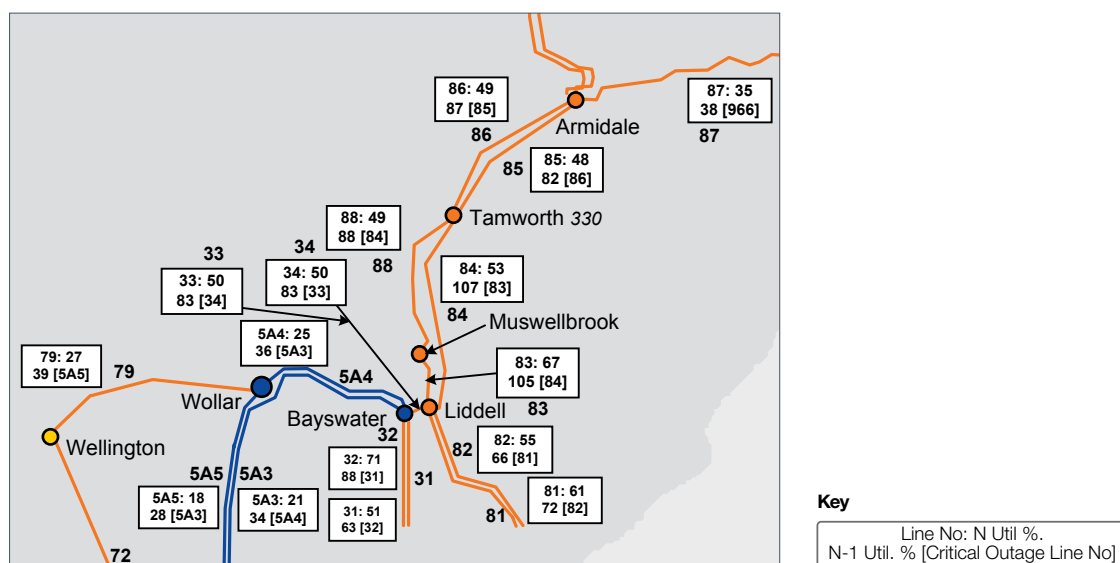 86: 49
87 [85]
86
Armidale
87: 35
38 [966]
87
85
85: 48
82 [86]
Tamworth 330
88: 49
88 [84]
88
33
34
33: 50
83 [34]
34: 50
83 [33]
84: 53
107 [83]
84
Muswellbrook
5A4: 25
36 [5A3]
79: 27
39 [5A5]
79
5A4
83: 67
105 [84]
83
Wollar
Bayswater
Liddell
Wellington
32
82
82: 55
66 [81]
32: 71
88 [31]
31
5A5
5A3
5A5: 18
28 [5A3]
5A3: 21
34 [5A4]
31: 51
63 [32]
81: 61
72 [82]
81
72
Key
Line No: N Util %.
N-1 Util. % [Critical Outage Line No]